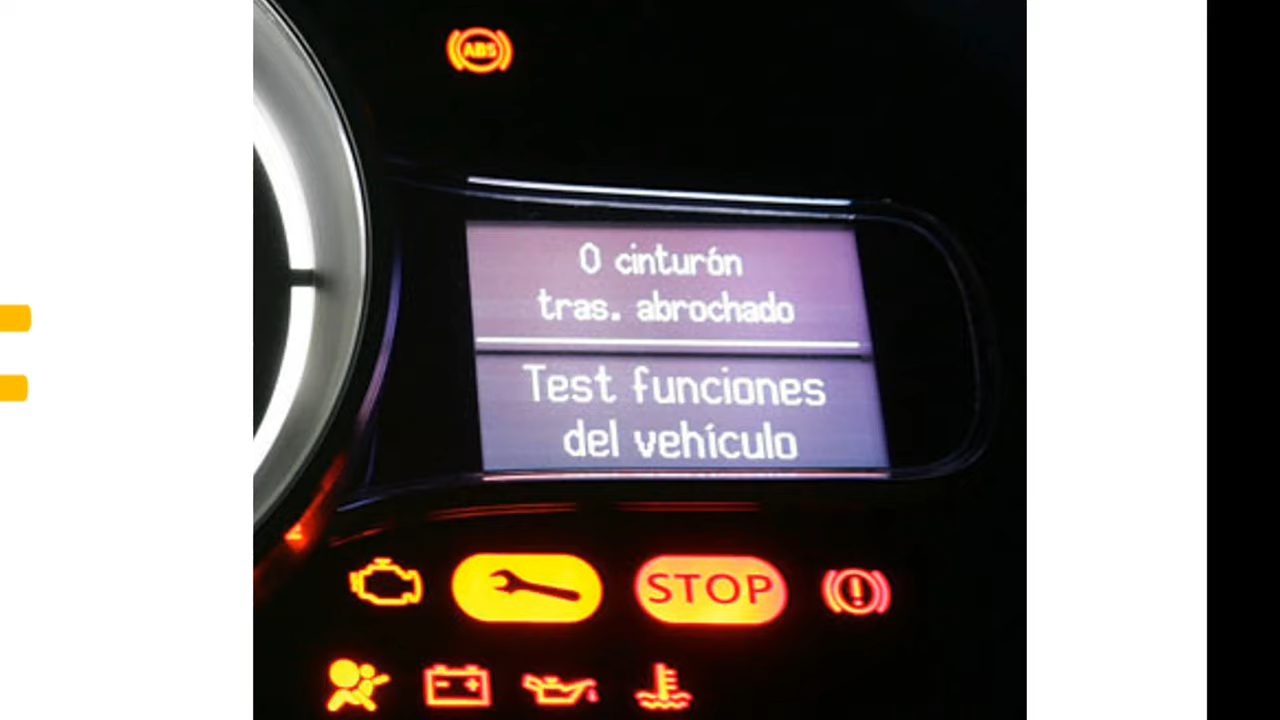 ABS
0 cinturón
tras. abrochado
Test funciones
del vehículo
STOP